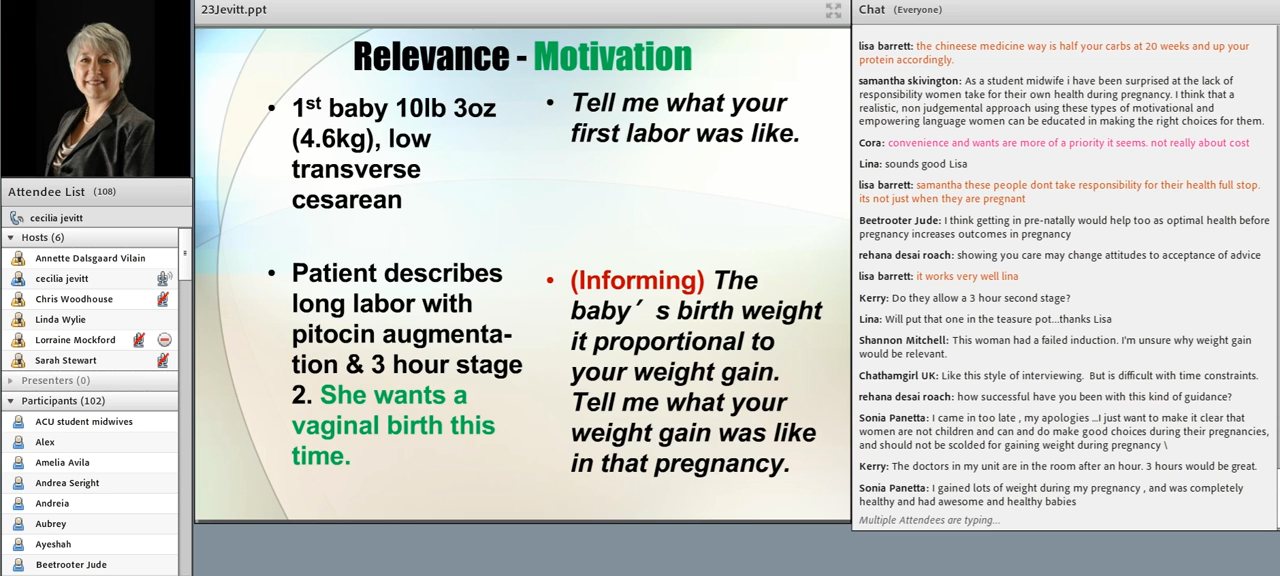 23Jevitt.ppt
Attendee List (108)
cecilia jevitt
Hosts (6)
Annette Dalsgaard Vilain
cecilia jevitt
Chris Woodhouse
Linda Wylie
Lorraine Mockford
Sarah Stewart
Presenters (0)
Participants (102)
ACU student midwives
Alex
Amelia Avila
Andrea Seright
Andreia
Aubrey
Ayeshah
Beetrooter Jude
Relevance - Motivation
• 1st baby 10lb 3oz
(4.6kg), low
transverse
cesarean
• Patient describes
long labor with
pitocin augmenta-
tion & 3 hour stage
2. She wants a
vaginal birth this
time.
• Tell me what your
first labor was like.
• (Informing) The
baby´ s birth weight
it proportional to
your weight gain.
Tell me what your
weight gain was like
in that pregnancy.
Chat (Everyone)
lisa barrett: the chineese medicine way is half your carbs at 20 weeks and up your
protein accordingly.
samantha skivington: As a student midwife i have been surprised at the lack of
responsibility women take for their own health during pregnancy. I think that a
realistic, non judgemental approach using these types of motivational and
empowering language women can be educated in making the right choices for them.
Cora: convenience and wants are more of a priority it seems. not really about cost
Lina: sounds good Lisa
lisa barrett: samantha these people dont take responsibility for their health full stop.
its not just when they are pregnant
Beetrooter Jude: I think getting in pre-natally would help too as optimal health before
pregnancy increases outcomes in pregnancy
rehana desai roach: showing you care may change attitudes to acceptance of advice
lisa barrett: it works very well lina
Kerry: Do they allow a 3 hour second stage?
Lina: Will put that one in the teasure pot...thanks Lisa
Shannon Mitchell: This woman had a failed induction. I'm unsure why weight gain
would be relevant.
Chathamgirl UK: Like this style of interviewing. But is difficult with time constraints.
rehana desai roach: how successful have you been with this kind of guidance?
Sonia Panetta: I came in too late , my apologies ...I just want to make it clear that
women are not children and can and do make good choices during their pregnancies,
and should not be scolded for gaining weight during pregnancy \
Kerry: The doctors in my unit are in the room after an hour. 3 hours would be great.
Sonia Panetta: I gained lots of weight during my pregnancy , and was completely
healthy and had awesome and healthy babies
Multiple Attendees are typing...